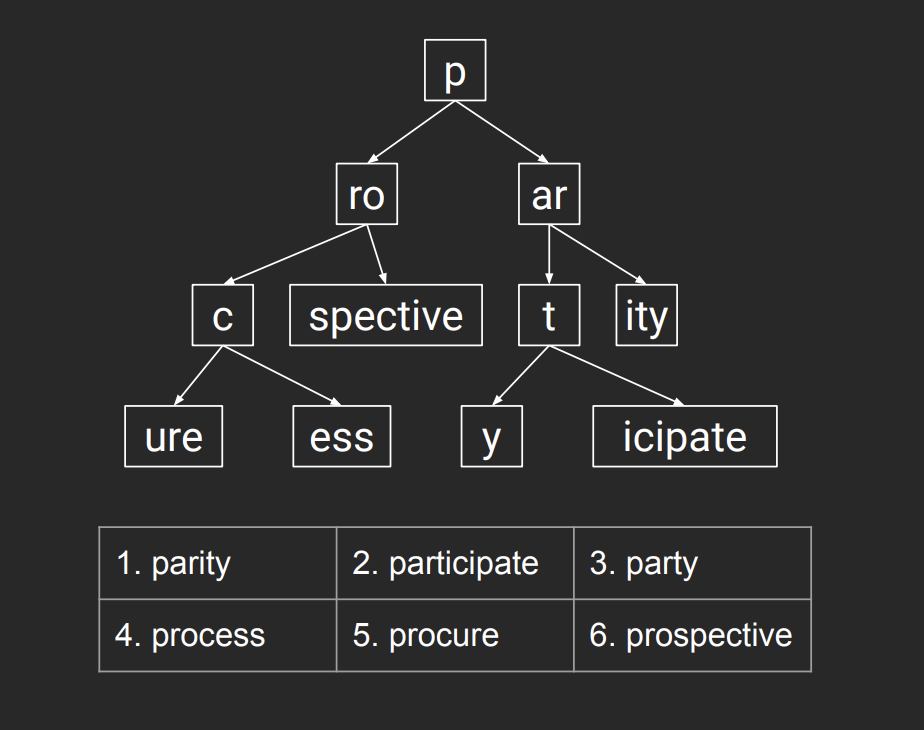 p
ro ar
c spective t ity
ure ess y icipate
1. parity 2. participate 3. party
4. process 5. procure 6. prospective